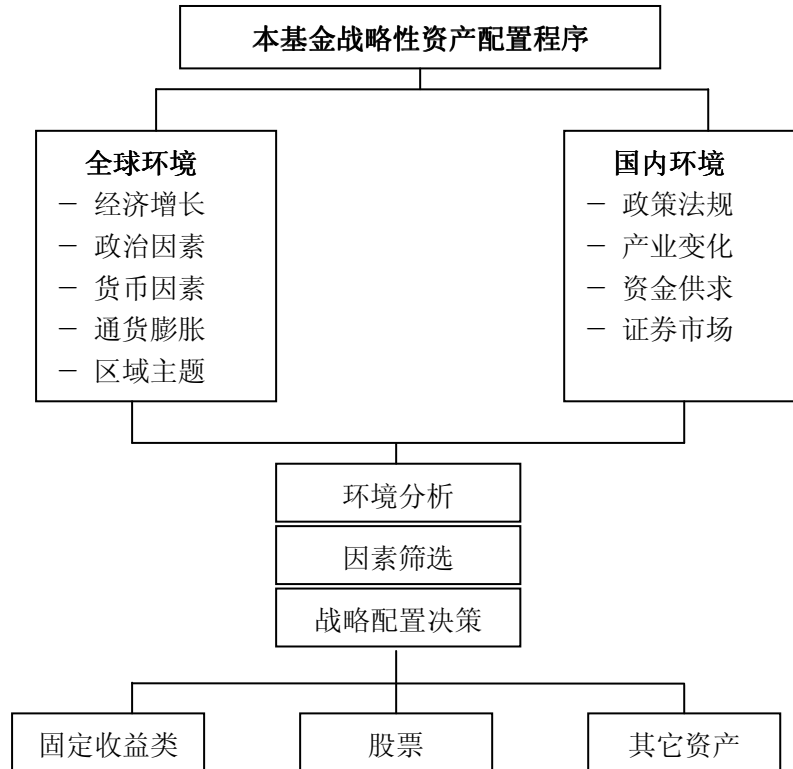 本基金战略性资产配置程序
全球环境
— 经济增长
— 政治因素
— 货币因素
— 通货膨胀
— 区域主题
国内环境
— 政策法规
— 产业变化
— 资金供求
— 证券市场
环境分析
因素筛选
战略配置决策
固定收益类
股票
其它资产